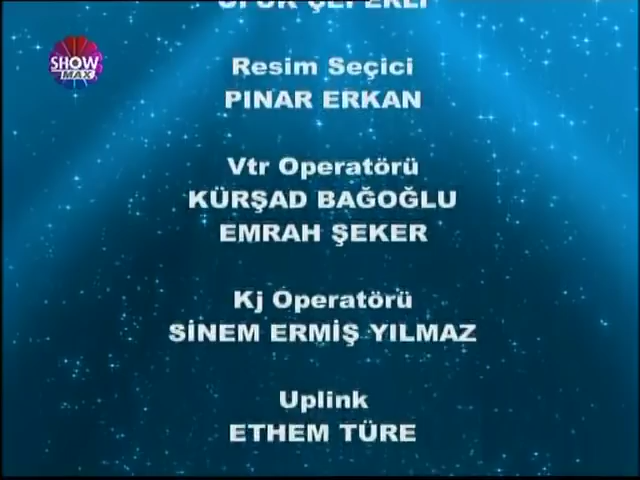 SHOW
MAX
Resim Seçici
PINAR ERKAN
Vtr Operatörü
KÜRŞAD BAĞOĞLU
EMRAH ŞEKER
Kj Operatörü
SİNEM ERMİŞ YILMAZ
Uplink
ETHEM TÜRE